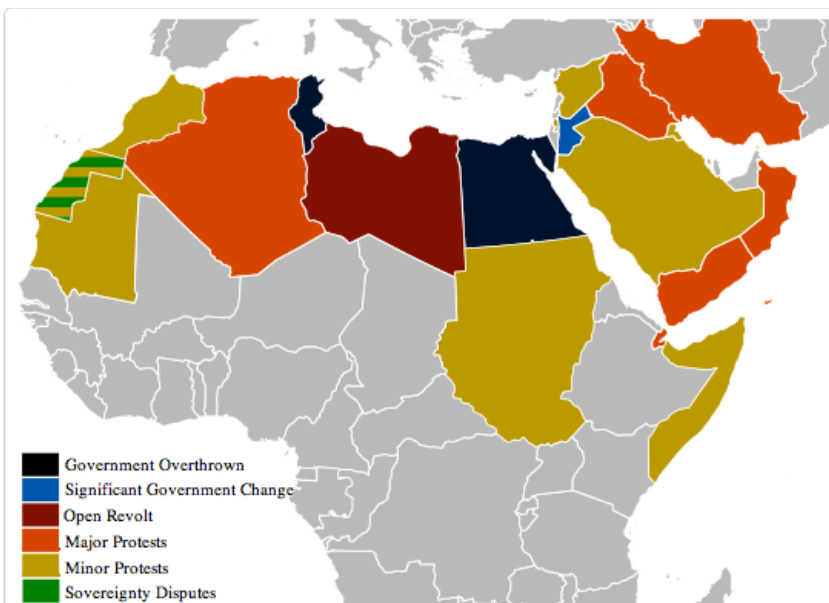 Government Overthrown
Significant Government Change
Open Revolt
Major Protests
Minor Protests
Sovereignty Disputes